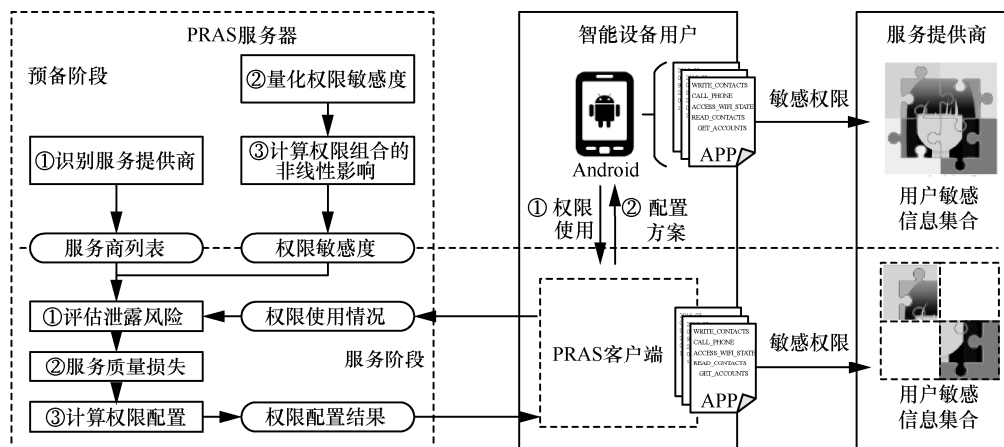 PRAS服务器
预备阶段
②量化权限敏感度
①识别服务提供商
③计算权限组合的
非线性影响
服务商列表
权限敏感度
①评估泄露风险
权限使用情况
服务阶段
②服务质量损失
③计算权限配置
权限配置结果
智能设备用户
Android
WRITE_CONTACTS
CALL_PHONE
ACCESS_WIFI_STATE
READ_CONTACTS
GET_ACCOUNTS
APP
① 权限
使用
② 配置
方案
PRAS客户端
WRITE_CONTACTS
CALL_PHONE
ACCESS_WIFI_STATE
READ_CONTACTS
GET_ACCOUNTS
APP
敏感权限
敏感权限
服务提供商
用户敏感
信息集合
用户敏感
信息集合